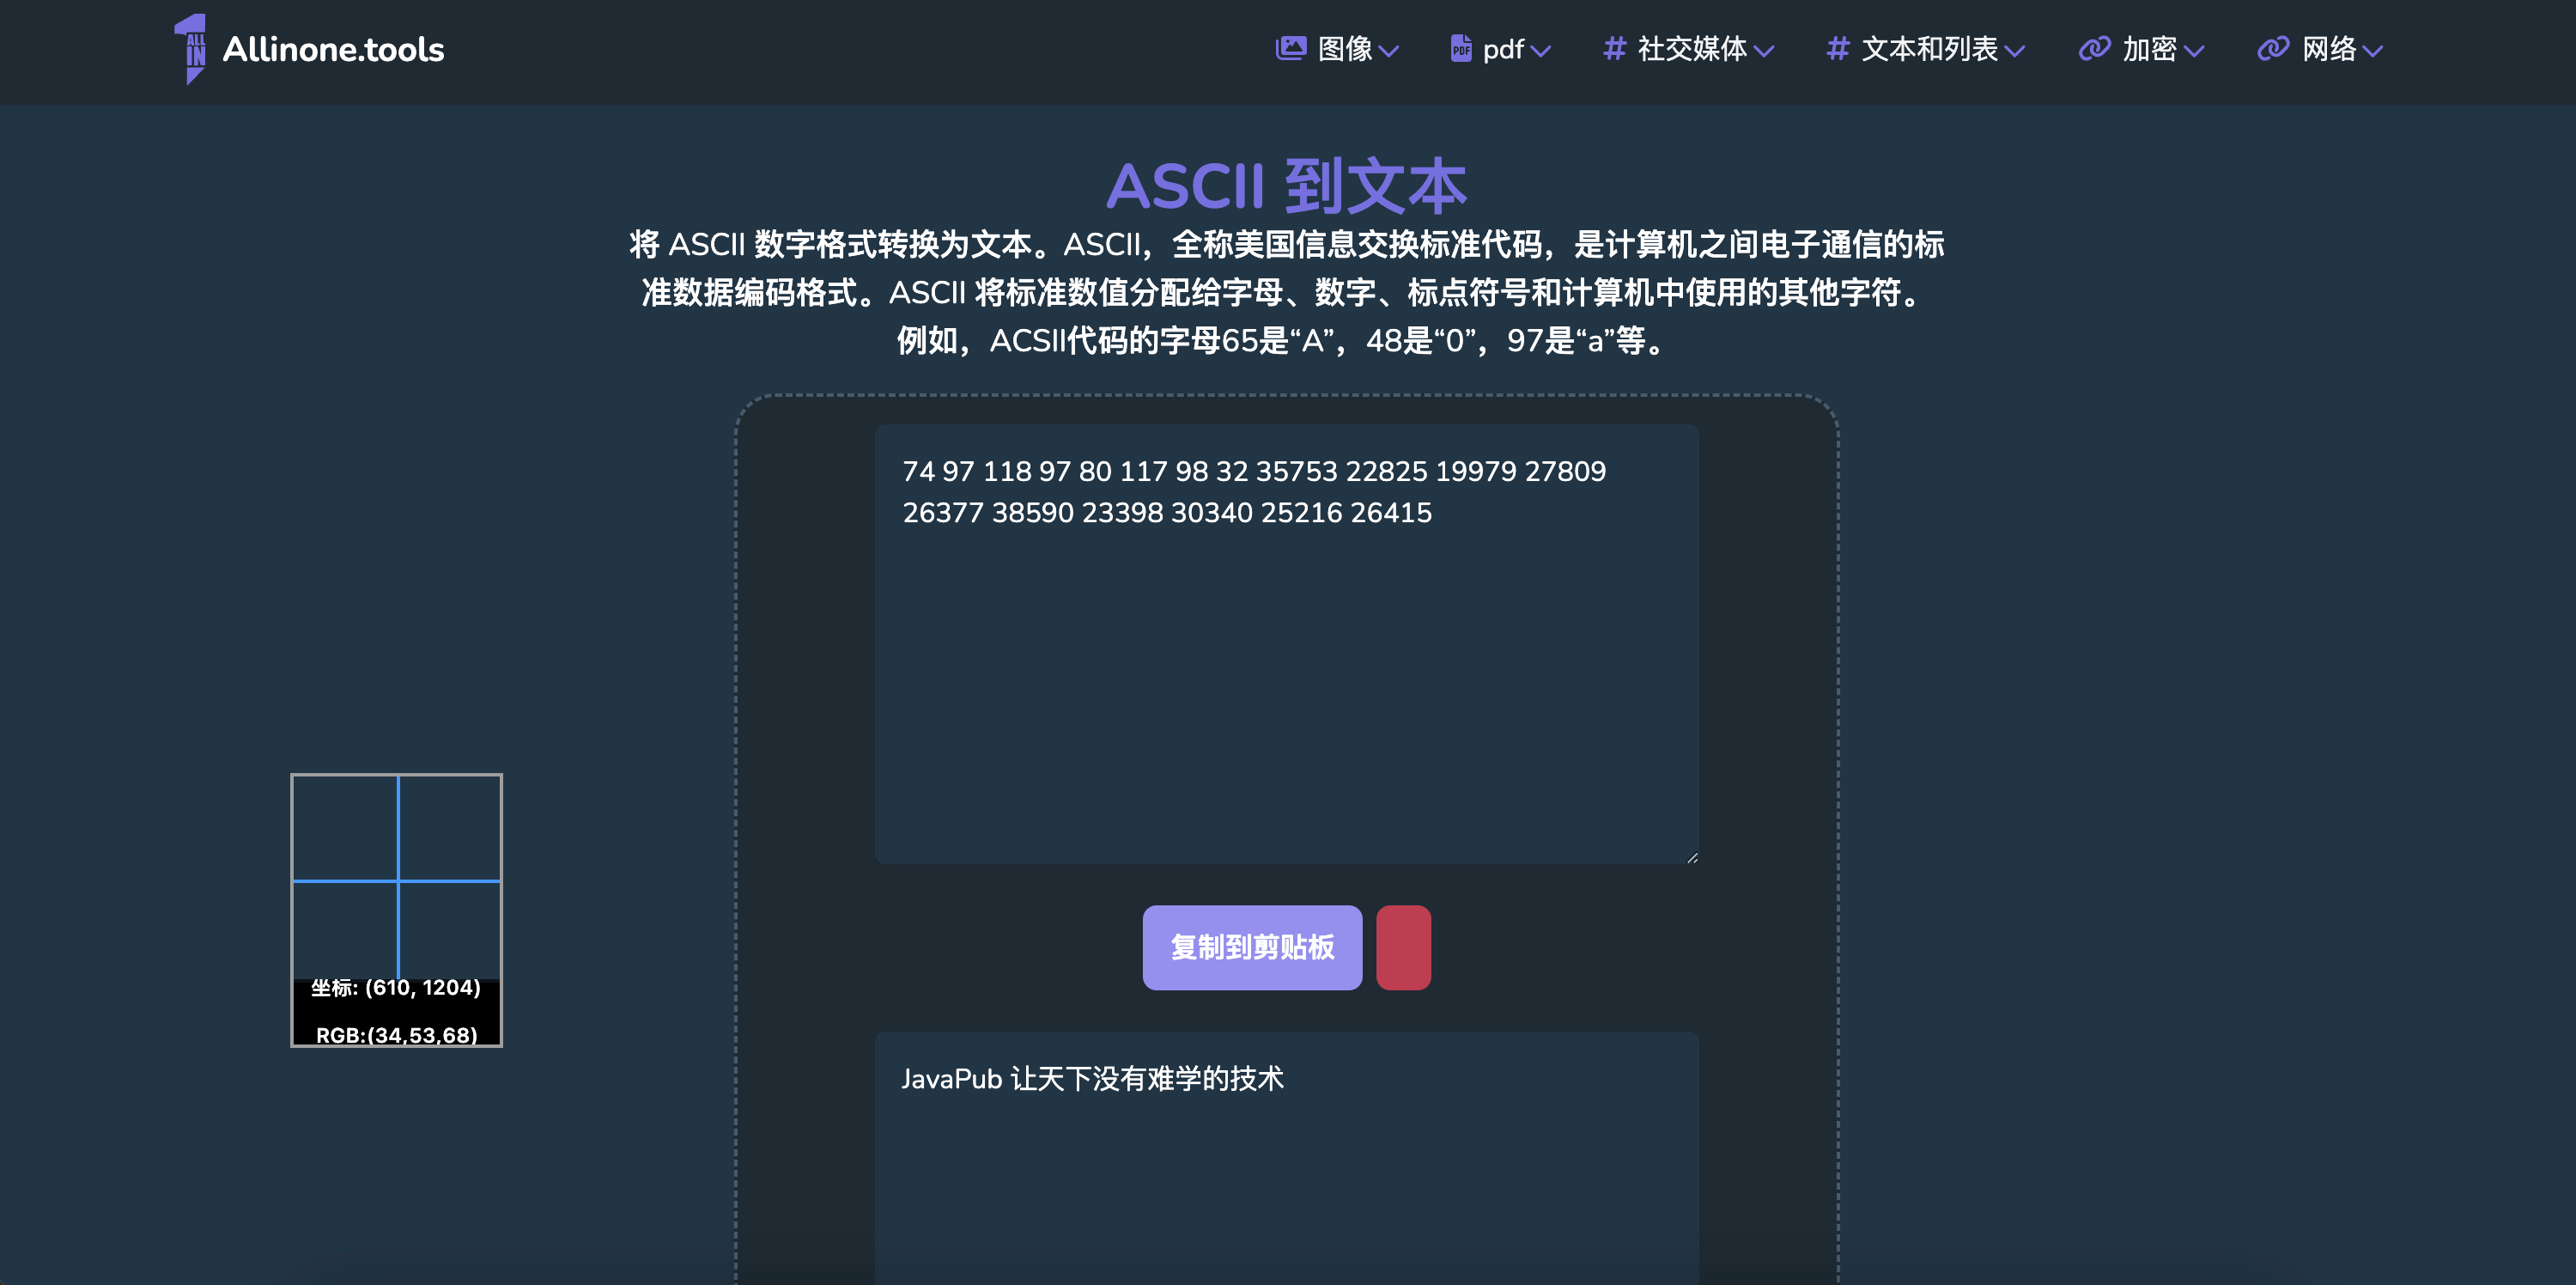 ALL
IN
Allinone.tools
图像
PDF
pdf
# 社交媒体
# 文本和列表
加密
网络
ASCII 到文本
将 ASCII 数字格式转换为文本。ASCII，全称美国信息交换标准代码，是计算机之间电子通信的标
准数据编码格式。ASCII 将标准数值分配给字母、数字、标点符号和计算机中使用的其他字符。
例如，ACSII代码的字母65是“A”，48是“0”，97是“a”等。
74 97 118 97 80 117 98 32 35753 22825 19979 27809
26377 38590 23398 30340 25216 26415
复制到剪贴板
坐标: (610, 1204)
RGB:(34,53,68)
JavaPub 让天下没有难学的技术